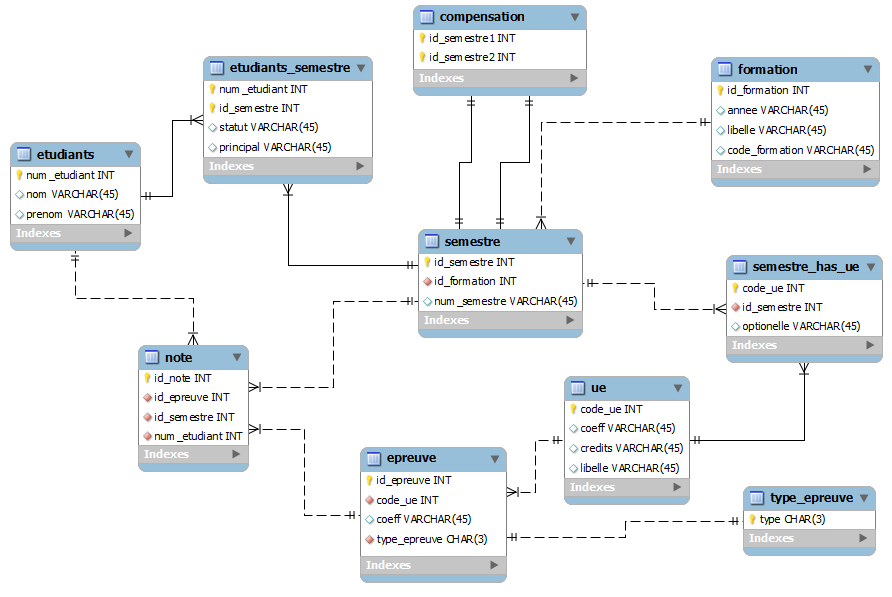 compensation
id_semestre1 INT
id_semestre2 INT
Indexes
etudiants_semestre
num_etudiant INT
id_semestre INT
statut VARCHAR(45)
principal VARCHAR(45)
Indexes
formation
id_formation INT
annee VARCHAR(45)
libelle VARCHAR(45)
code_formation VARCHAR(45)
Indexes
etudiants
num_etudiant INT
nom VARCHAR(45)
prenom VARCHAR(45)
Indexes
semestre
id_semestre INT
id_formation INT
num_semestre VARCHAR(45)
Indexes
semestre_has_ue
code_ue INT
id_semestre INT
optionelle VARCHAR(45)
Indexes
note
id_note INT
id_epreuve INT
id_semestre INT
num_etudiant INT
Indexes
ue
code_ue INT
coeff VARCHAR(45)
credits VARCHAR(45)
libelle VARCHAR(45)
Indexes
epreuve
id_epreuve INT
code_ue INT
coeff VARCHAR(45)
type_epreuve CHAR(3)
Indexes
type_epreuve
type CHAR(3)
Indexes